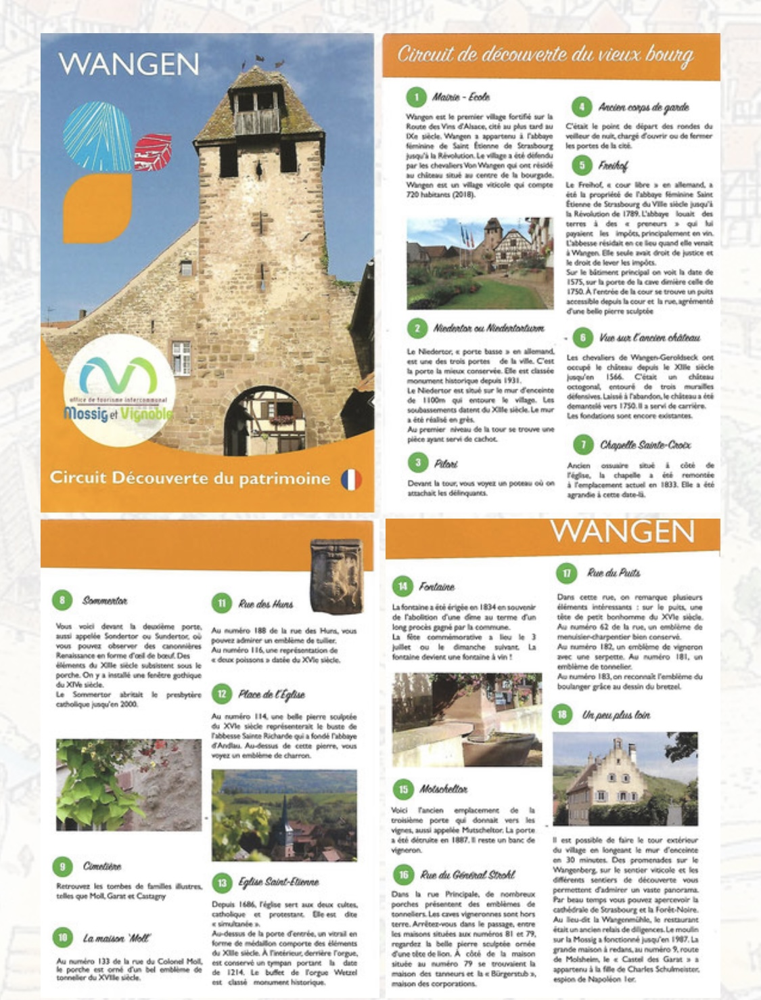 WANGEN
office de tourisme intercommunal
Mossig et Vignoble
Circuit Découverte du patrimoine
Circuit de découverte du vieux bourg
1 Mairie - Ecole
Wangen est le premier village fortifié sur la
Route des Vins d'Alsace, cité au plus tard au
IXe siècle. Wangen a appartenu à l'abbaye
féminine de Saint Étienne de Strasbourg
jusqu'à la Révolution. Le village a été défendu
par les chevaliers Von Wangen qui ont résidé
au château situé au centre de la bourgade.
Wangen est un village viticole qui compte
720 habitants (2018).
2 Niedertor ou Niedertorturm
Le Niedertor, « porte basse » en allemand,
est une des trois portes de la ville. C'est
la porte la mieux conservée. Elle est classée
monument historique depuis 1931.
Le Niedertor est situé sur le mur d'enceinte
de 1100m qui entoure le village. Les
soubassements datent du XIIIe siècle. Le mur
a été réalisé en grès.
Au premier niveau de la tour se trouve une
pièce ayant servi de cachot.
3 Pilori
Devant la tour, vous voyez un poteau où on
attachait les délinquants.
4 Ancien corps de garde
C'était le point de départ des rondes du
veilleur de nuit, chargé d'ouvrir ou de fermer
les portes de la cité.
5 Freihof
Le Freihof, « cour libre » en allemand, a
été la propriété de l'abbaye féminine Saint
Étienne de Strasbourg du VIIIe siècle jusqu'à
la Révolution de 1789. L'abbaye louait des
terres à des « preneurs » qui lui
payaient les impôts, principalement en vin.
L'abbesse résidait en ce lieu quand elle venait
à Wangen. Elle seule avait droit de justice et
le droit de lever les impôts.
Sur le bâtiment principal on voit la date de
1575, sur la porte de la cave dimière celle de
1750. À l'entrée de la cour se trouve un puits
accessible depuis la cour et la rue, agrémenté
d'une belle pierre sculptée
6 Vue sur l'ancien château
Les chevaliers de Wangen-Geroldseck ont
occupé le château depuis le XIIIe siècle
jusqu'en 1566. C'était un château
octogonal, entouré de trois murailles
défensives. Laissé à l'abandon, le château a été
démantelé vers 1750. Il a servi de carrière.
Les fondations sont encore existantes.
7 Chapelle Sainte-Croix
Ancien ossuaire situé à côté de
l'église, la chapelle a été remontée
à l'emplacement actuel en 1833. Elle a été
agrandie à cette date-là.
8 Sommertor
Vous voici devant la deuxième porte,
aussi appelée Sondertor ou Sundertor, où
vous pouvez observer des canonnières
Renaissance en forme d'œil de bœuf. Des
éléments du XIIIe siècle subsistent sous le
porche. On y a installé une fenêtre gothique
du XIVe siècle.
Le Sommertor abritait le presbytère
catholique jusqu'en 2000.
9 Cimetière
Retrouvez les tombes de familles illustres,
telles que Moll, Garat et Castagny
10 La maison 'Moll'
Au numéro 133 de la rue du Colonel Moll,
le porche est orné d'un bel emblème de
tonnelier du XVIIIe siècle.
11 Rue des Huns
Au numéro 188 de la rue des Huns, vous
pouvez admirer un emblème de tuilier.
Au numéro 116, une représentation de
« deux poissons » datée du XVIe siècle.
12 Place de l'Église
Au numéro 114, une belle pierre sculptée
du XVIe siècle représenterait le buste de
l'abbesse Sainte Richarde qui a fondé l'abbaye
d'Andlau. Au-dessus de cette pierre, vous
voyez un emblème de charron.
13 Eglise Saint-Etienne
Depuis 1686, l'église sert aux deux cultes,
catholique et protestant. Elle est dite
« simultanée ».
Au-dessus de la porte d'entrée, un vitrail en
forme de médaillon comporte des éléments
du XIIIe siècle. À l'intérieur, derrière l'orgue,
est conservé un tympan portant la date
de 1214. Le buffet de l'orgue Wetzel
est classé monument historique.
WANGEN
14 Fontaine
La fontaine a été érigée en 1834 en souvenir
de l'abolition d'une dîme au terme d'un
long procès gagné par la commune.
La fête commémorative a lieu le 3
juillet ou le dimanche suivant. La
fontaine devient une fontaine à vin !
15 Motscheltor
Voici l'ancien emplacement de la
troisième porte qui donnait vers les
vignes, aussi appelée Mutscheltor. La porte
a été détruite en 1887. Il reste un banc de
vigneron.
16 Rue du Général Strohl
Dans la rue Principale, de nombreux
porches présentent des emblèmes de
tonneliers. Les caves vigneronnes sont hors
terre. Arrêtez-vous dans le passage, entre
les maisons situées aux numéros 81 et 79,
regardez la belle pierre sculptée ornée
d'une tête de lion. À côté de la maison
située au numéro 79 se trouvaient la
maison des tanneurs et la « Bürgerstub »,
maison des corporations.
17 Rue du Puits
Dans cette rue, on remarque plusieurs
éléments intéressants : sur le puits, une
tête de petit bonhomme du XVIe siècle.
Au numéro 62 de la rue, un emblème de
menuisier-charpentier bien conservé.
Au numéro 182, un emblème de vigneron
avec une serpette. Au numéro 181, un
emblème de tonnelier.
Au numéro 183, on reconnaît l'emblème du
boulanger grâce au dessin du bretzel.
18 Un peu plus loin
Il est possible de faire le tour extérieur
du village en longeant le mur d'enceinte
en 30 minutes. Des promenades sur le
Wangenberg, sur le sentier viticole et les
différents sentiers de découverte vous
permettent d'admirer un vaste panorama.
Par beau temps vous pouvez apercevoir la
cathédrale de Strasbourg et la Forêt-Noire.
Au lieu-dit la Wangenmühle, le restaurant
était un ancien relais de diligences. Le moulin
sur la Mossig a fonctionné jusqu'en 1987. La
grande maison à redans, au numéro 9, route
de Molsheim, le « Castel des Garat » a
appartenu à la fille de Charles Schulmeister,
espion de Napoléon 1er.